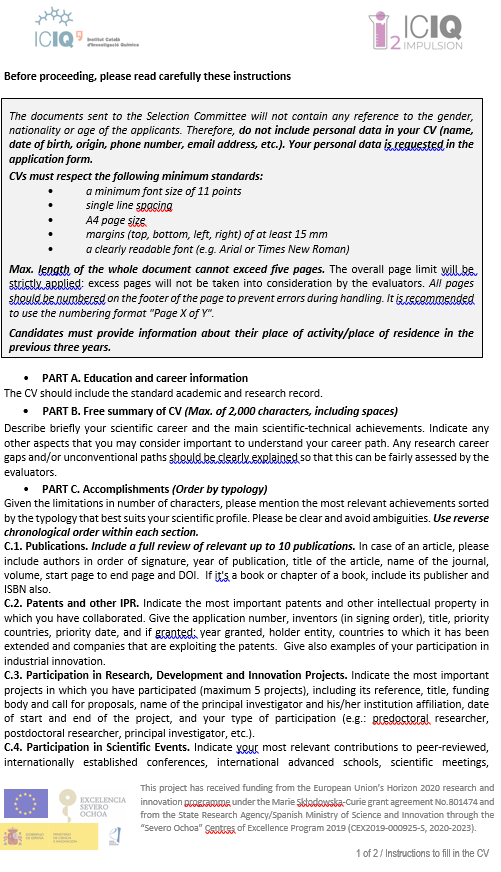 ICIQ Institut Català d'Investigació Química
I2 ICIQ
IMPULSION
Before proceeding, please read carefully these instructions
The documents sent to the Selection Committee will not contain any reference to the gender,
nationality or age of the applicants. Therefore, do not include personal data in your CV (name,
date of birth, origin, phone number, email address, etc.). Your personal data is requested in the
application form.
CVs must respect the following minimum standards:
• a minimum font size of 11 points
• single line spacing
• A4 page size
• margins (top, bottom, left, right) of at least 15 mm
• a clearly readable font (e.g. Arial or Times New Roman)
Max. length of the whole document cannot exceed five pages. The overall page limit will be
strictly applied: excess pages will not be taken into consideration by the evaluators. All pages
should be numbered on the footer of the page to prevent errors during handling. It is recommended
to use the numbering format "Page X of Y".
Candidates must provide information about their place of activity/place of residence in the
previous three years.
• PART A. Education and career information
The CV should include the standard academic and research record.
• PART B. Free summary of CV (Max. of 2,000 characters, including spaces)
Describe briefly your scientific career and the main scientific-technical achievements. Indicate any
other aspects that you may consider important to understand your career path. Any research career
gaps and/or unconventional paths should be clearly explained so that this can be fairly assessed by the
evaluators.
• PART C. Accomplishments (Order by typology)
Given the limitations in number of characters, please mention the most relevant achievements sorted
by the typology that best suits your scientific profile. Please be clear and avoid ambiguities. Use reverse
chronological order within each section.
C.1. Publications. Include a full review of relevant up to 10 publications. In case of an article, please
include authors in order of signature, year of publication, title of the article, name of the journal,
volume, start page to end page and DOI. If it's a book or chapter of a book, include its publisher and
ISBN also.
C.2. Patents and other IPR. Indicate the most important patents and other intellectual property in
which you have collaborated. Give the application number, inventors (in signing order), title, priority
countries, priority date, and if granted: year granted, holder entity, countries to which it has been
extended and companies that are exploiting the patents. Give also examples of your participation in
industrial innovation.
C.3. Participation in Research, Development and Innovation Projects. Indicate the most important
projects in which you have participated (maximum 5 projects), including its reference, title, funding
body and call for proposals, name of the principal investigator and his/her institution affiliation, date
of start and end of the project, and your type of participation (e.g.: predoctoral researcher,
postdoctoral researcher, principal investigator, etc.).
C.4. Participation in Scientific Events. Indicate your most relevant contributions to peer-reviewed,
internationally established conferences, international advanced schools, scientific meetings,
EXCELENCIA
SEVERO
OCHOA
This project has received funding from the European Union's Horizon 2020 research and
innovation programme under the Marie Skłodowska-Curie grant agreement No.801474 and
from the State Research Agency/Spanish Ministry of Science and Innovation through the
"Severo Ochoa" Centres of Excellence Program 2019 (CEX2019-000925-S, 2020-2023).
1 of 2 / Instructions to fill in the CV